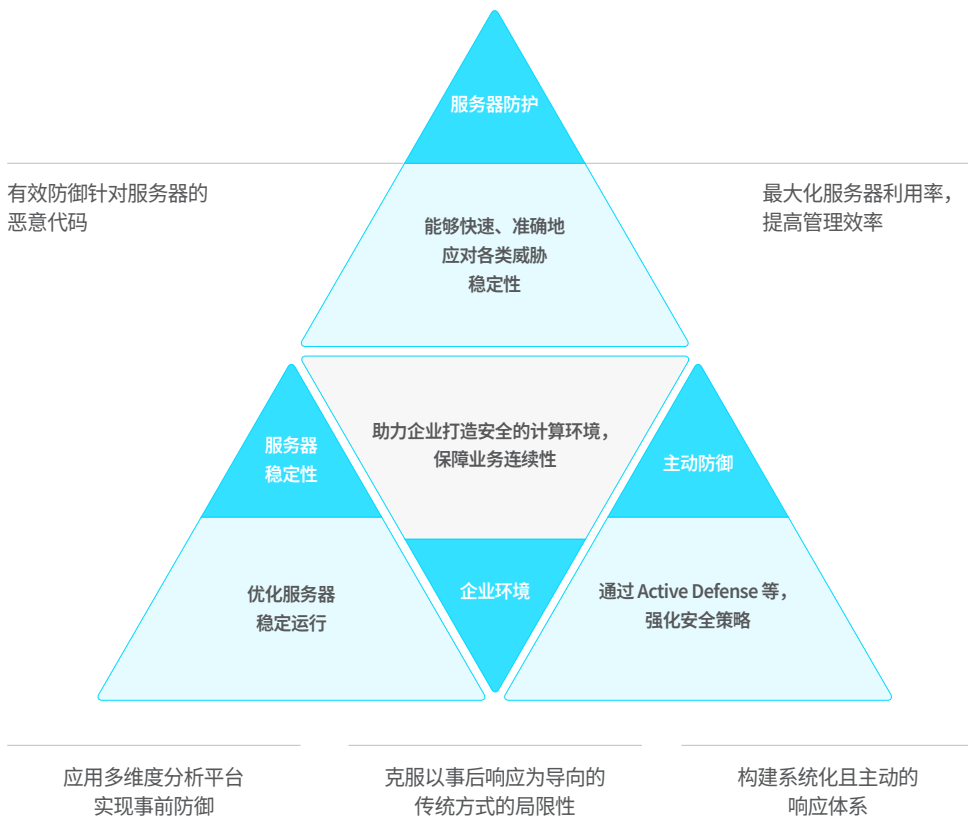 服务器防护
有效防御针对服务器的
恶意代码
最大化服务器利用率，
提高管理效率
能够快速、准确地
应对各类威胁
稳定性
助力企业打造安全的计算环境，
保障业务连续性
服务器
稳定性
主动防御
企业环境
优化服务器
稳定运行
通过 Active Defense 等，
强化安全策略
应用多维度分析平台
实现事前防御
克服以事后响应为导向的
传统方式的局限性
构建系统化且主动的
响应体系